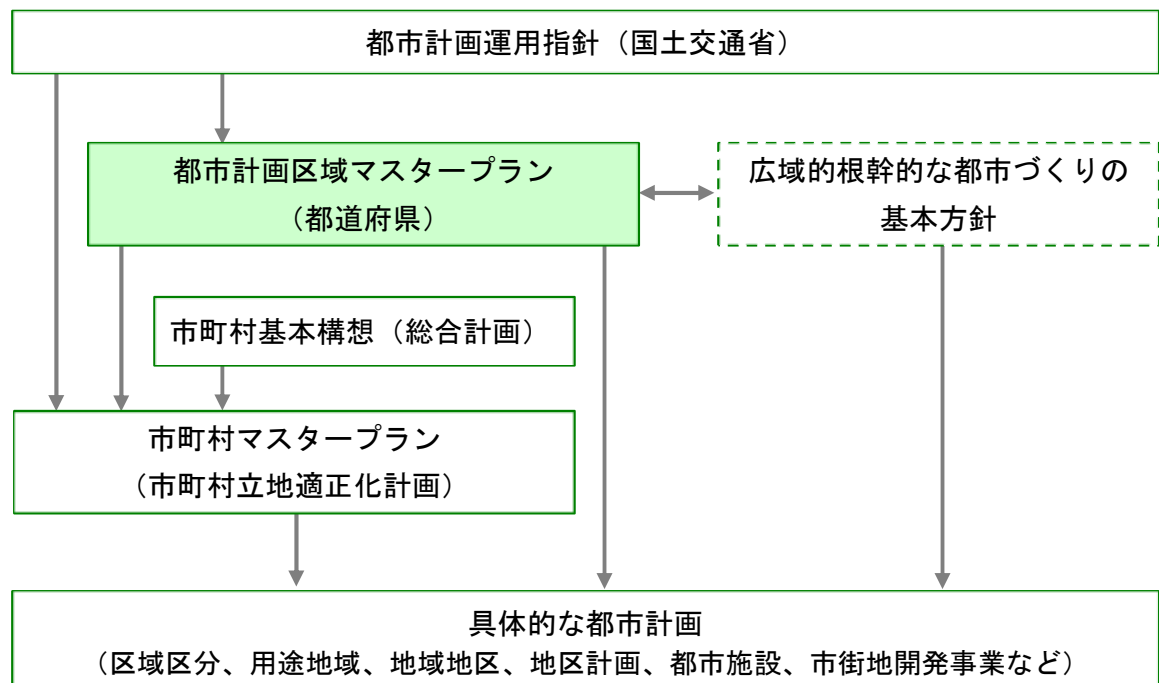 都市計画運用指針（国土交通省）
都市計画区域マスタープラン
（都道府県）
広域的根幹的な都市づくりの
基本方針
市町村基本構想（総合計画）
市町村マスタープラン
（市町村立地適正化計画）
具体的な都市計画
（区域区分、用途地域、地域地区、地区計画、都市施設、市街地開発事業など）